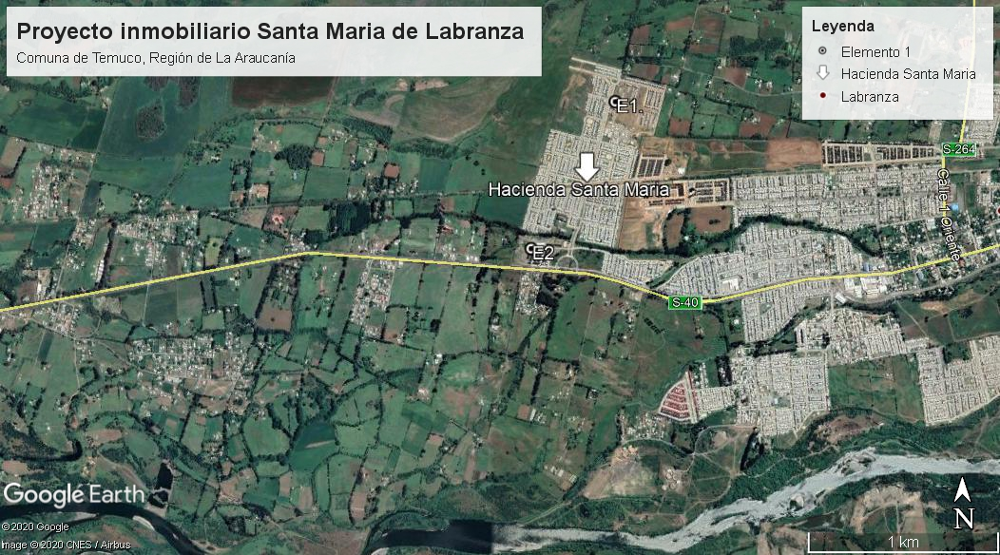 Proyecto inmobiliario Santa Maria de Labranza
Comuna de Temuco, Región de La Araucanía
Leyenda
Elemento 1
Hacienda Santa Maria
Labranza
E1.
S-264
Hacienda Santa Maria
Calle 1 Oriente
E2
S-40
Google Earth
©2020 Google
Image © 2020 CNES / Airbus
N
1 km